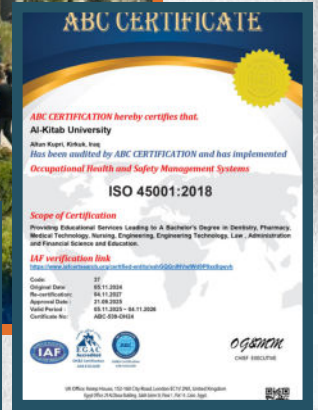 ABC CERTIFICATE
ABC CERTIFICATION hereby certifies that.
Al-Kitab University
Altun Kupri, Kirkuk, Iraq
Has been audited by ABC CERTIFICATION and has implemented
Occupational Health and Safety Management Systems
ISO 45001:2018
Scope of Certification
Providing Educational Services Leading to A Bachelor's Degree in Dentistry, Pharmacy,
Medical Technology, Nursing, Engineering, Engineering Technology, Law , Administration
and Financial Science and Education.
IAF verification link
Code: 37
Original Date : 05.11.2024
Re-certification: 04.11.2027
Approval Date : 21.09.2025
Valid Period : 05.11.2025 – 04.11.2026
Certificate No:
IAF
EGAC
Accredited
CHIEF EXECUTIVE